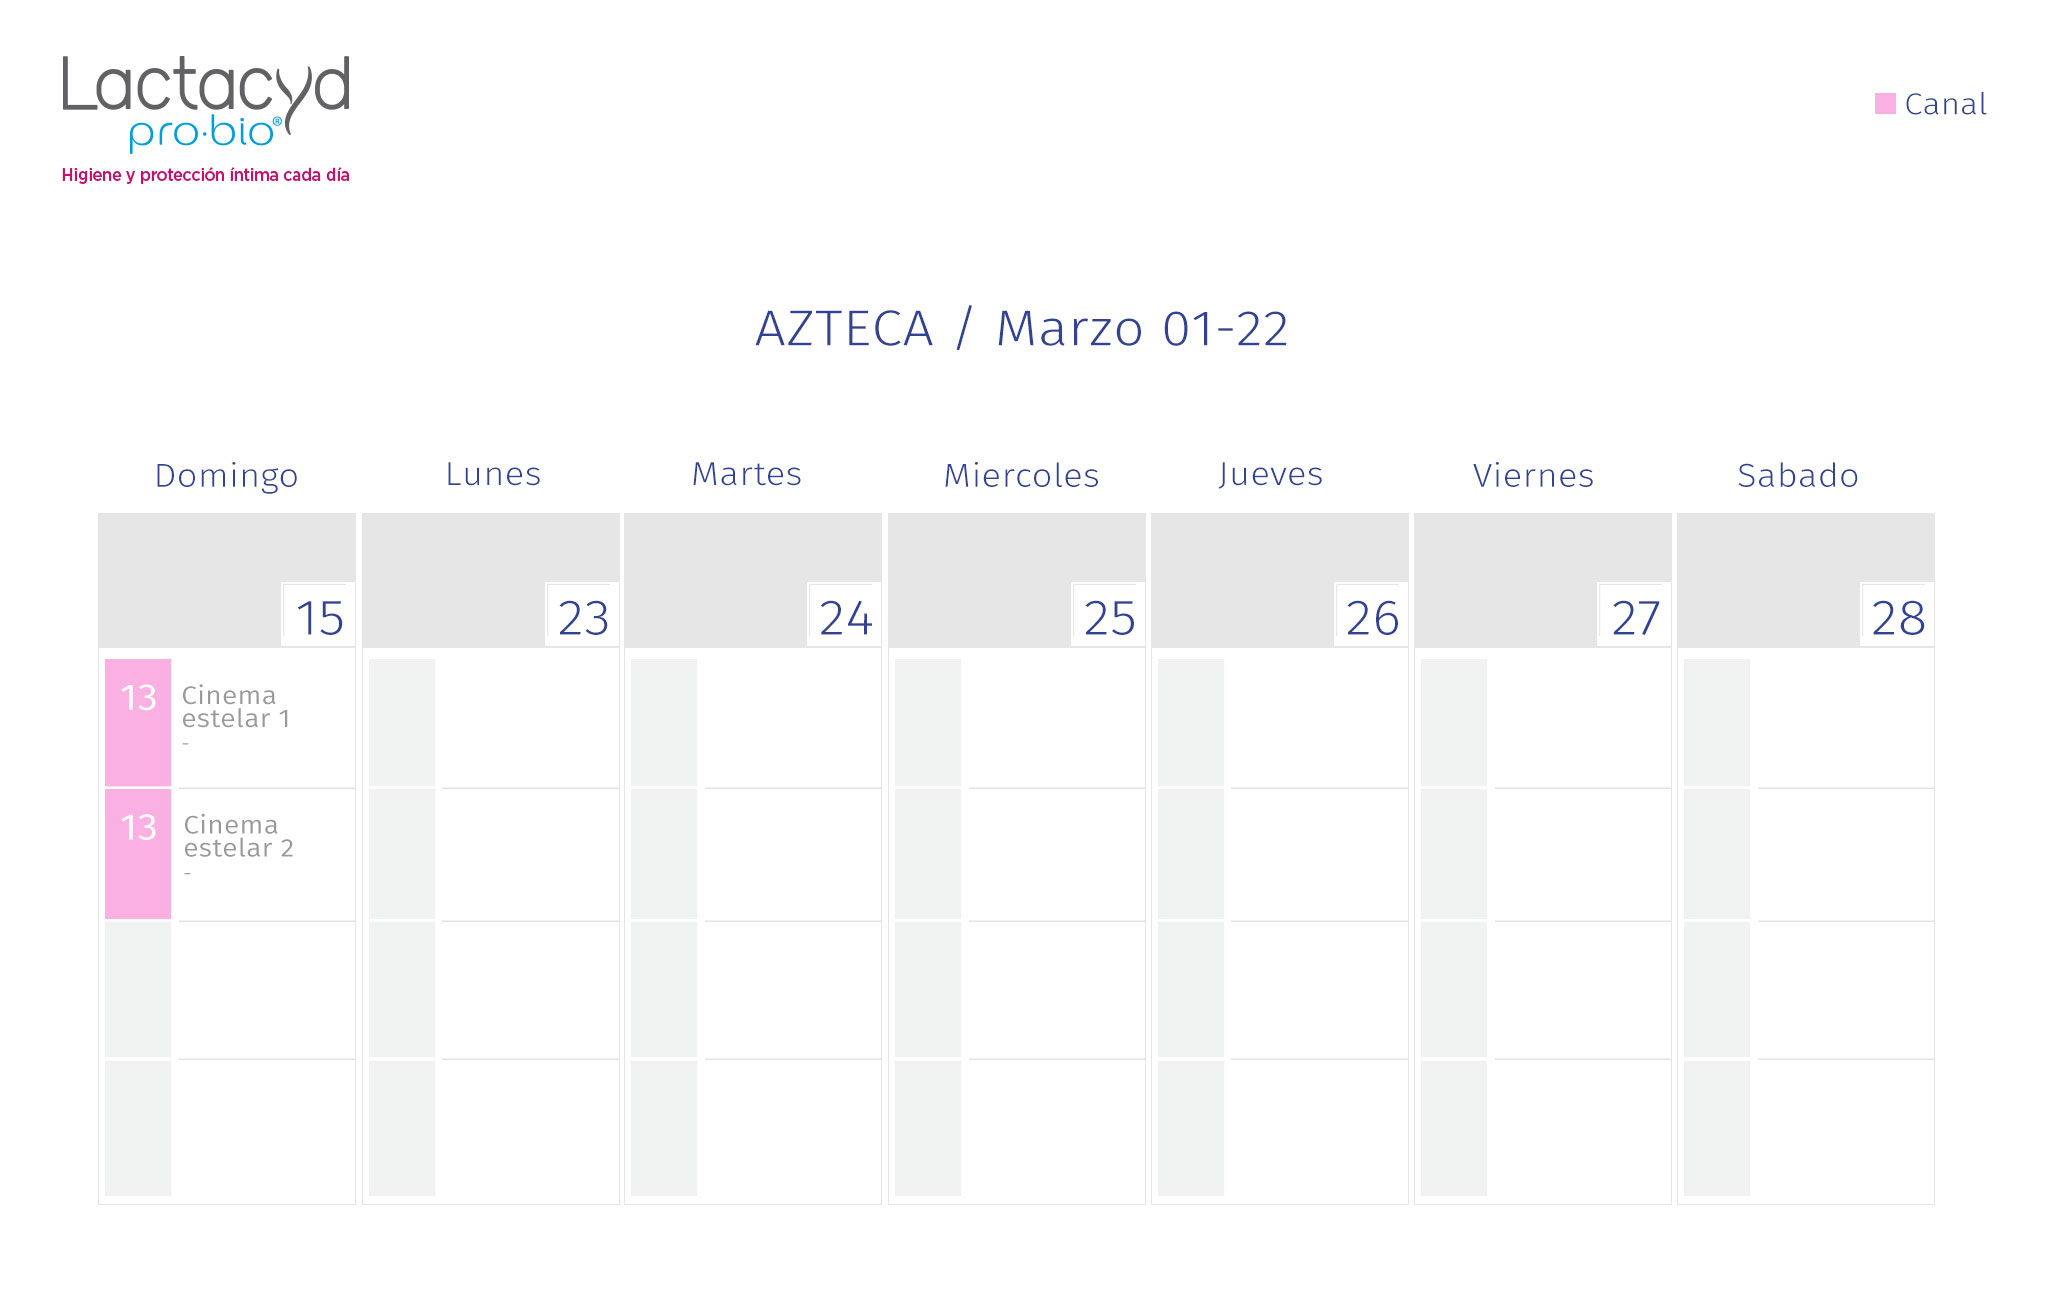 Lactacyd
pro·bio®
Higiene y protección íntima cada día
Canal
AZTECA / Marzo 01-22
Domingo Lunes Martes Miercoles Jueves Viernes Sabado
15 23 24 25 26 27 28
13 Cinema
estelar 1
-
13 Cinema
estelar 2
-